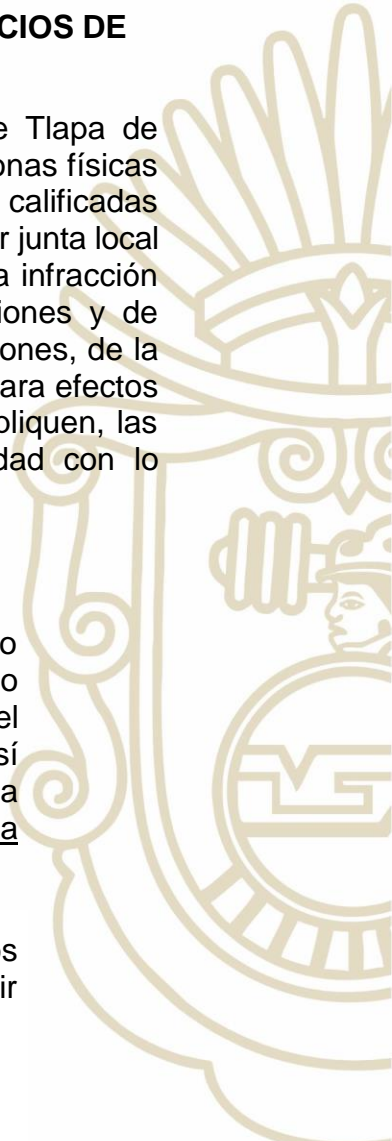 CIOS DE
e Tlapa de
onas físicas
calificadas
r junta local
a infracción
iones y de
ones, de la
ara efectos
pliquen, las
dad con lo
o
o
el
sí
a
a
os
ir